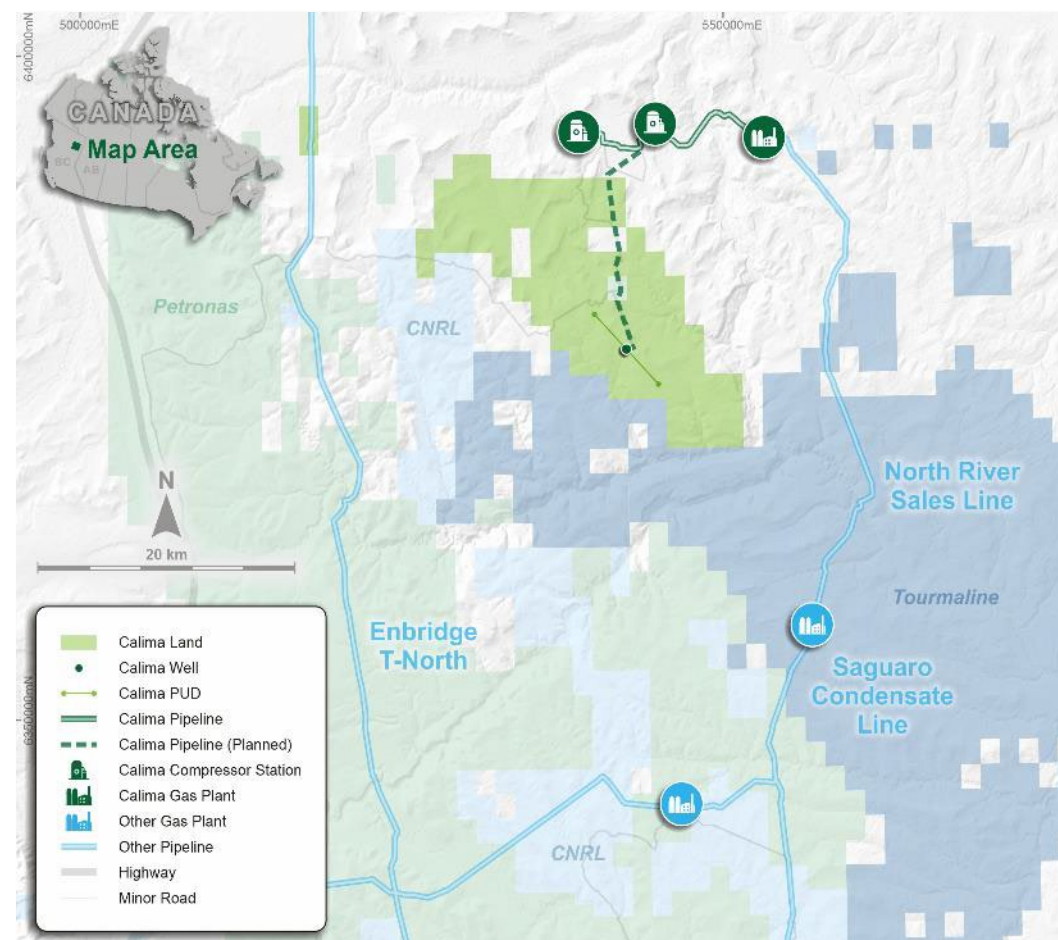 500000mE
550000mE
6400000mN
CANADA
Map Area
BC
AB
Petronas
CNRL
N
20 km
North River
Sales Line
Tourmaline
Enbridge
T-North
Saguaro
Condensate
Line
6350000mN
CNRL
Calima Land
Calima Well
Calima PUD
Calima Pipeline
Calima Pipeline (Planned)
Calima Compressor Station
Calima Gas Plant
Other Gas Plant
Other Pipeline
Highway
Minor Road